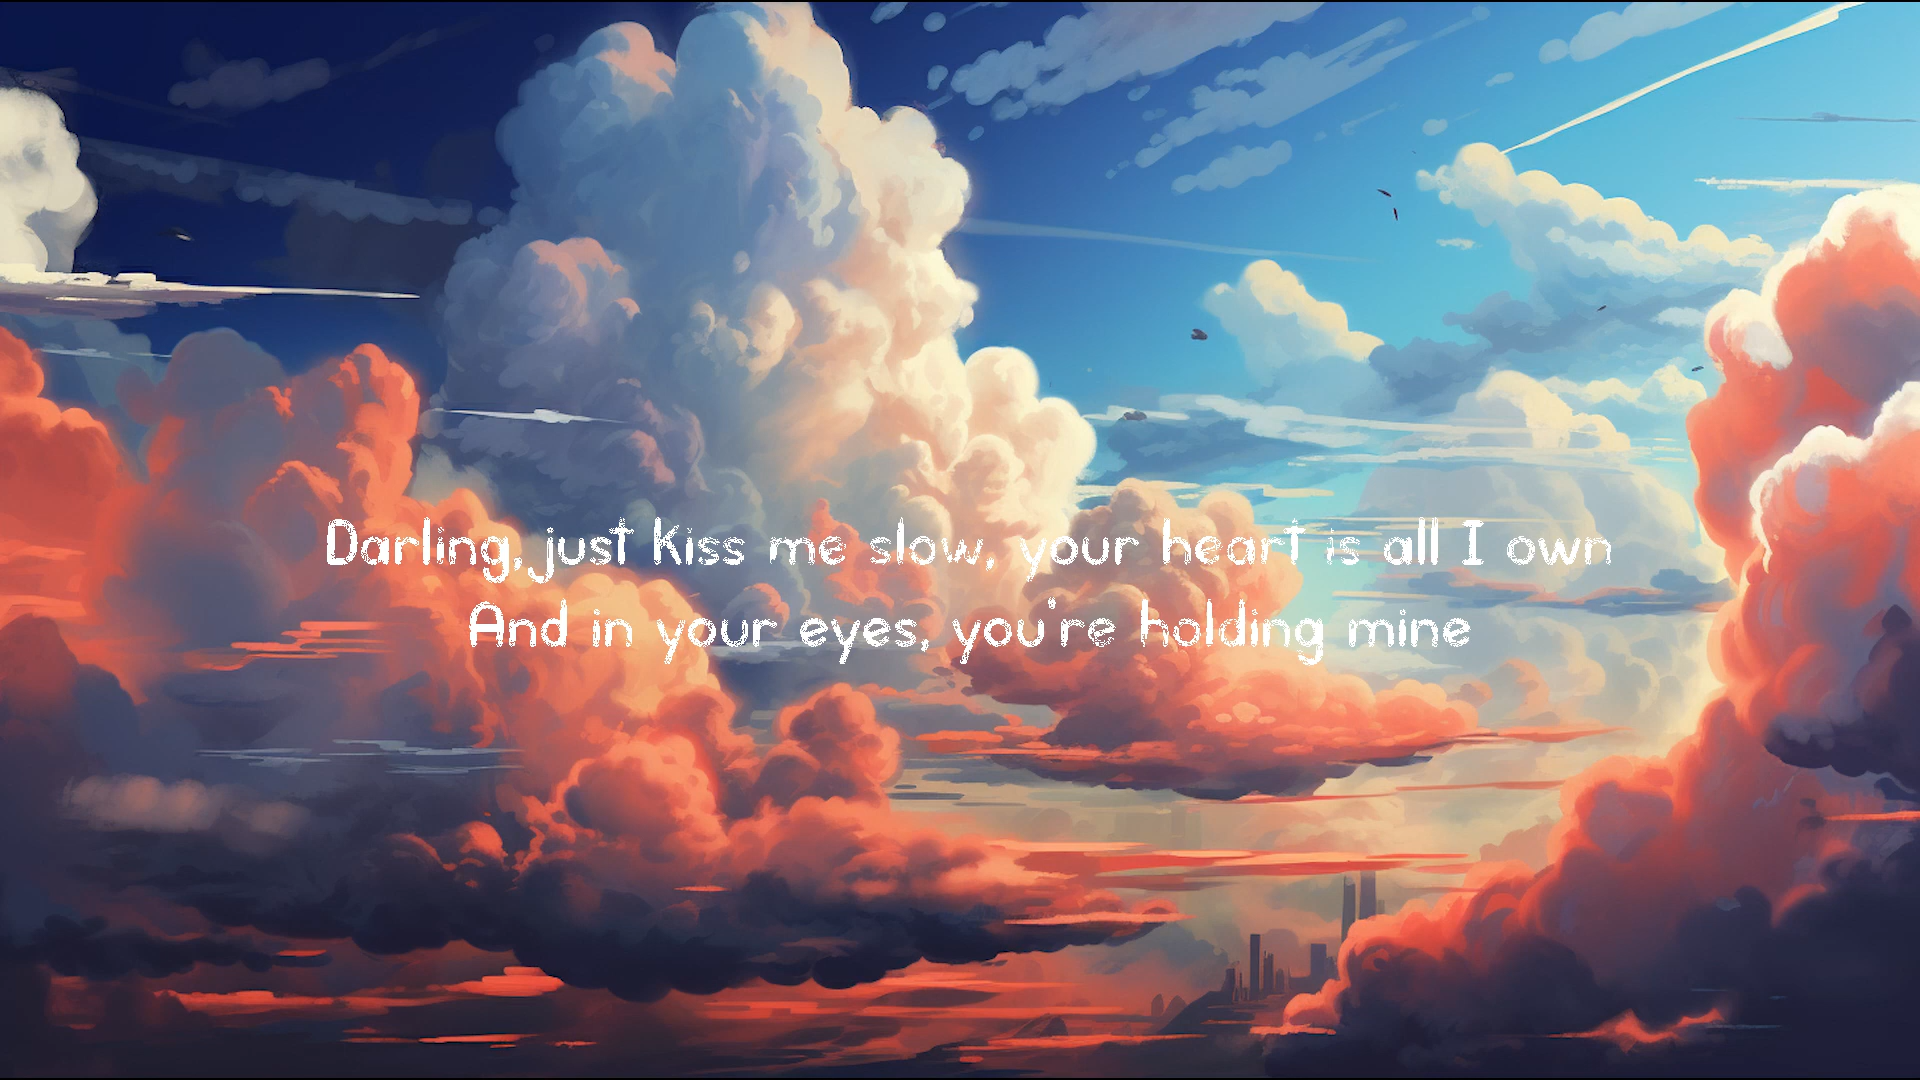 Darling, just kiss me slow, your heart is all I own
And in your eyes, you're holding mine